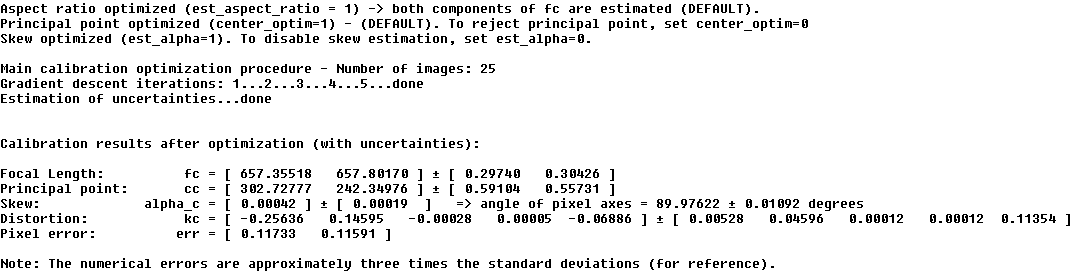 Aspect ratio optimized (est_aspect_ratio = 1) -> both components of fc are estimated (DEFAULT).
Principal point optimized (center_optim=1) - (DEFAULT). To reject principal point, set center_optim=0
Skew optimized (est_alpha=1). To disable skew estimation, set est_alpha=0.
Main calibration optimization procedure - Number of images: 25
Gradient descent iterations: 1...2...3...4...5...done
Estimation of uncertainties...done
Calibration results after optimization (with uncertainties):
Focal Length: fc = [ 657.35518 657.80170 ] ± [ 0.29740 0.30426 ]
Principal point: cc = [ 302.72777 242.34976 ] ± [ 0.59104 0.55731 ]
Skew: alpha_c = [ 0.00042 ] ± [ 0.00019 ] => angle of pixel axes = 89.97622 ± 0.01092 degrees
Distortion: kc = [ -0.25636 0.14595 -0.00028 0.00005 -0.06886 ] ± [ 0.00528 0.04596 0.00012 0.00012 0.11354 ]
Pixel error: err = [ 0.11733 0.11591 ]
Note: The numerical errors are approximately three times the standard deviations (for reference).